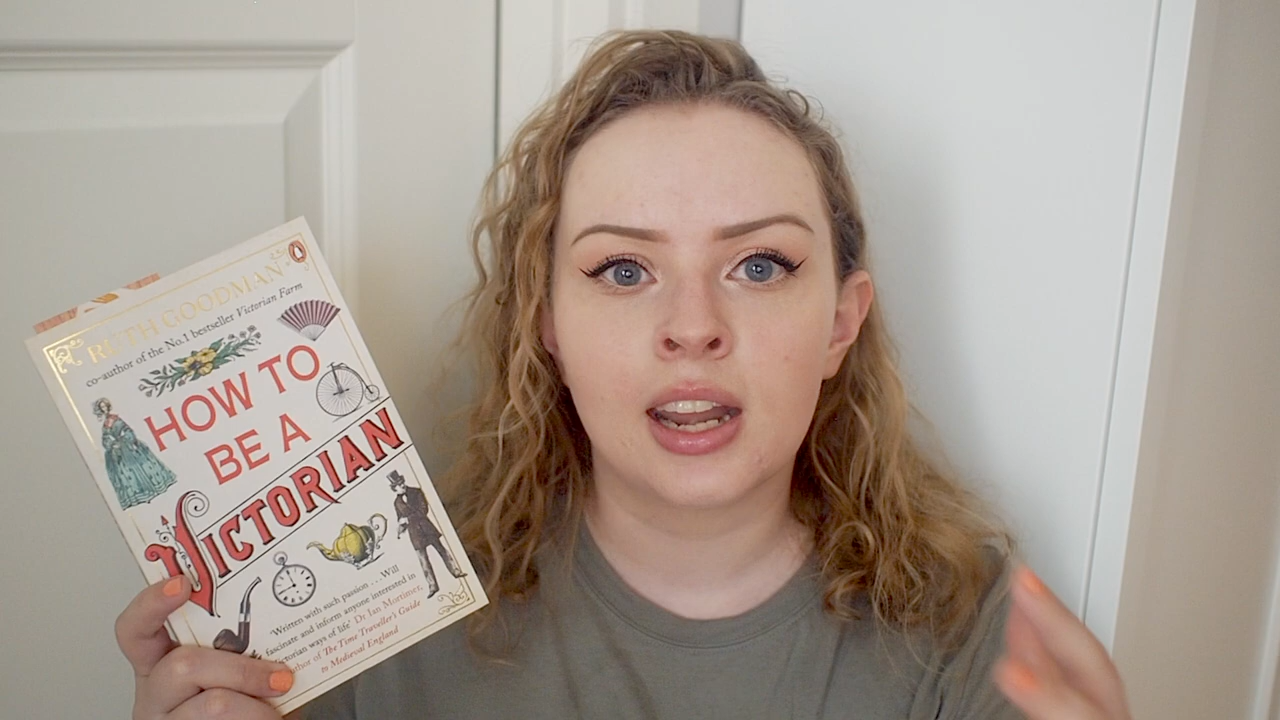 RUTH GOODMAN
co-author of the No.1 bestseller Victorian Farm
HOW TO
BE A
VICTORIAN
'Written with such passion . . . Will
fascinate and inform anyone interested in
Victorian ways of life' Dr Ian Mortimer,
author of The Time Traveller's Guide
to Medieval England